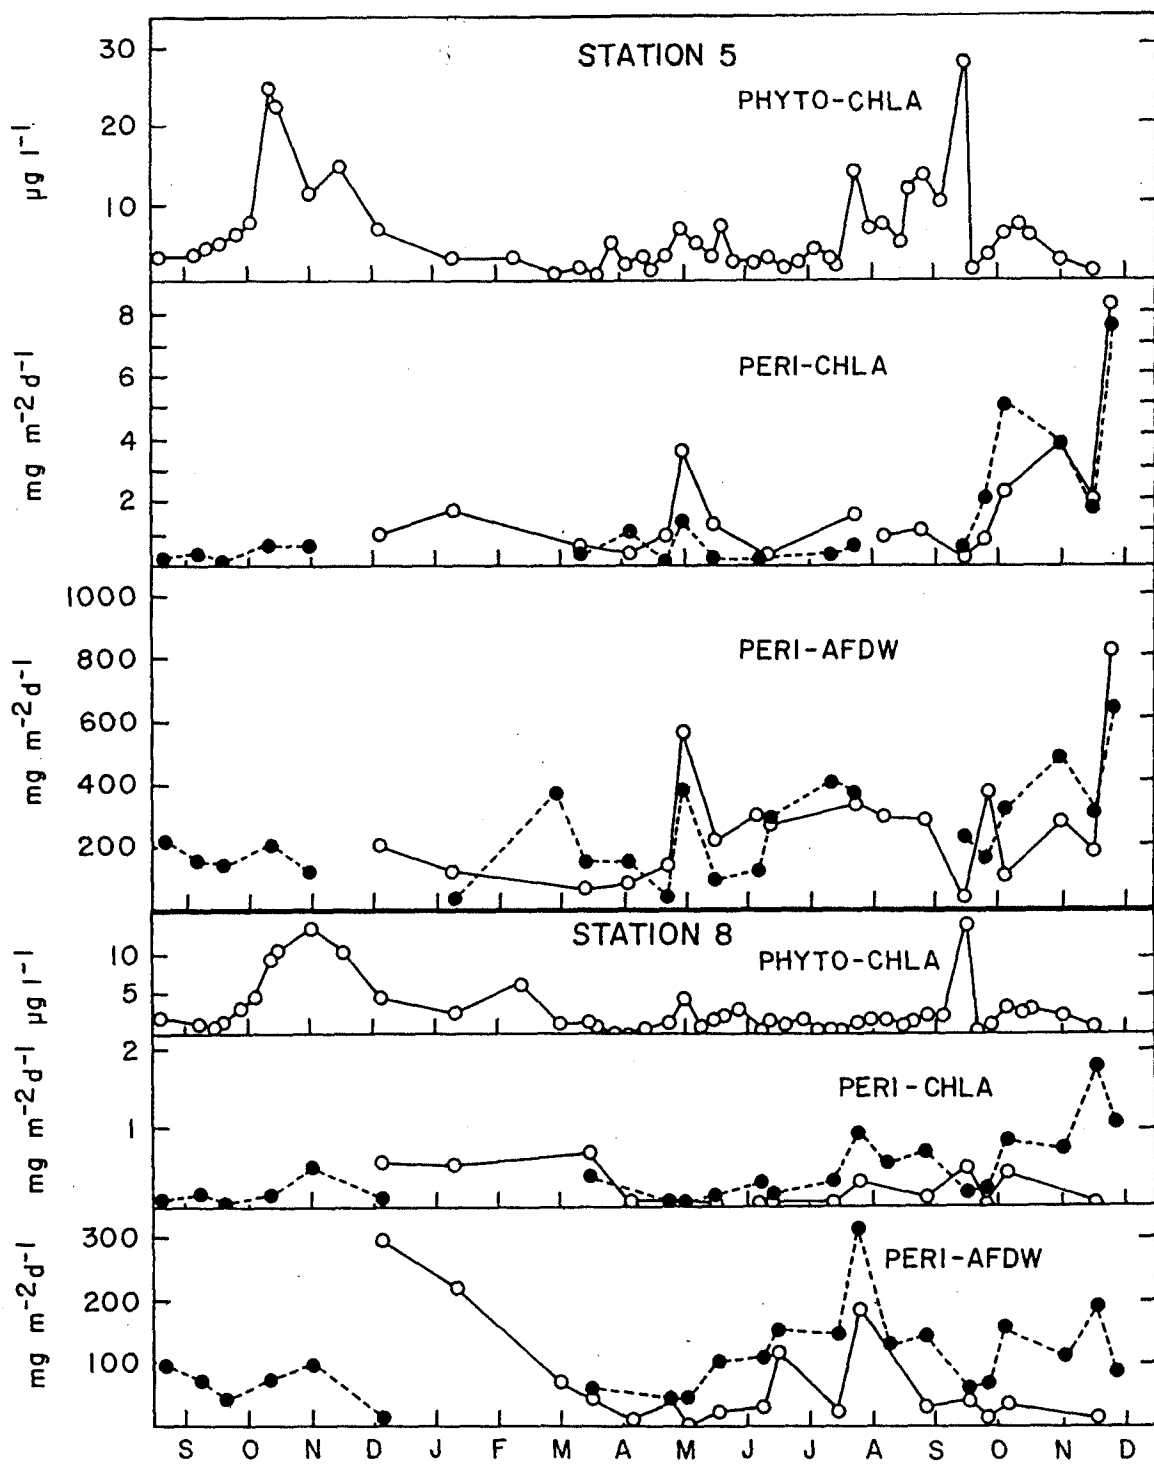 STATION 5
PHYTO-CHLA
30
20
10
µg l⁻¹
PERI-CHLA
8
6
4
2
mg m⁻² d⁻¹
PERI-AFDW
1000
800
600
400
200
mg m⁻² d⁻¹
STATION 8
PHYTO-CHLA
10
5
µg l⁻¹
PERI-CHLA
2
1
mg m⁻² d⁻¹
PERI-AFDW
300
200
100
mg m⁻² d⁻¹
S O N D J F M A M J J A S O N D